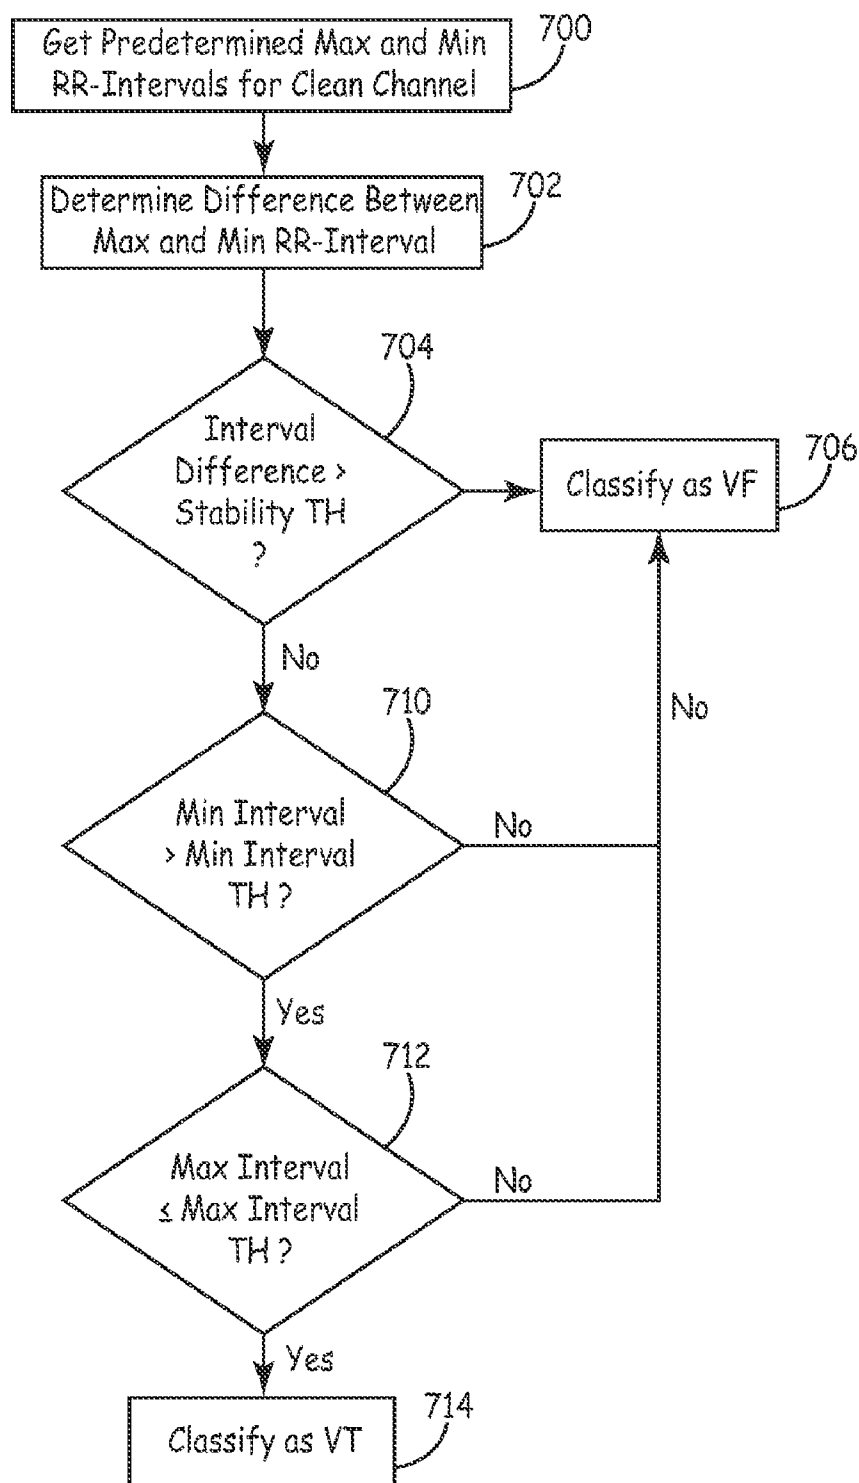 Get Predetermined Max and Min
RR-Intervals for Clean Channel
700
Determine Difference Between
Max and Min RR-Interval
702
704
Interval
Difference >
Stability TH
?
Classify as VF
706
No
710
Min Interval
> Min Interval
TH ?
No
No
Yes
712
Max Interval
≤ Max Interval
TH ?
No
Yes
Classify as VT
714